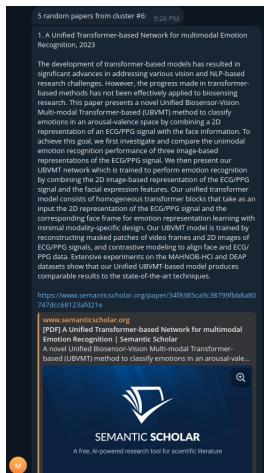 5 random papers from cluster #6: 9:26 PM
1. A Unified Transformer-based Network for multimodal Emotion
Recognition, 2023
The development of transformer-based models has resulted in
significant advances in addressing various vision and NLP-based
research challenges. However, the progress made in transformer-
based methods has not been effectively applied to biosensing
research. This paper presents a novel Unified Biosensor-Vision
Multi-modal Transformer-based (UBVMT) method to classify
emotions in an arousal-valence space by combining a 2D
representation of an ECG/PPG signal with the face information. To
achieve this goal, we first investigate and compare the unimodal
emotion recognition performance of three image-based
representations of the ECG/PPG signal. We then present our
UBVMT network which is trained to perform emotion recognition
by combining the 2D image-based representation of the ECG/PPG
signal and the facial expression features. Our unified transformer
model consists of homogeneous transformer blocks that take as an
input the 2D representation of the ECG/PPG signal and the
corresponding face frame for emotion representation learning with
minimal modality-specific design. Our UBVMT model is trained by
reconstructing masked patches of video frames and 2D images of
ECG/PPG signals, and contrastive modeling to align face and ECG/
PPG data. Extensive experiments on the MAHNOB-HCI and DEAP
datasets show that our Unified UBVMT-based model produces
comparable results to the state-of-the-art techniques.
https://www.semanticscholar.org/paper/34f8385ca9c38799fbb8a80
747dcc68123afd21e
www.semanticscholar.org
[PDF] A Unified Transformer-based Network for multimodal
Emotion Recognition | Semantic Scholar
A novel Unified Biosensor-Vision Multi-modal Transformer-
based (UBVMT) method to classify emotions in an arousal-vale...
SEMANTIC SCHOLAR
A free, AI-powered research tool for scientific literature
M